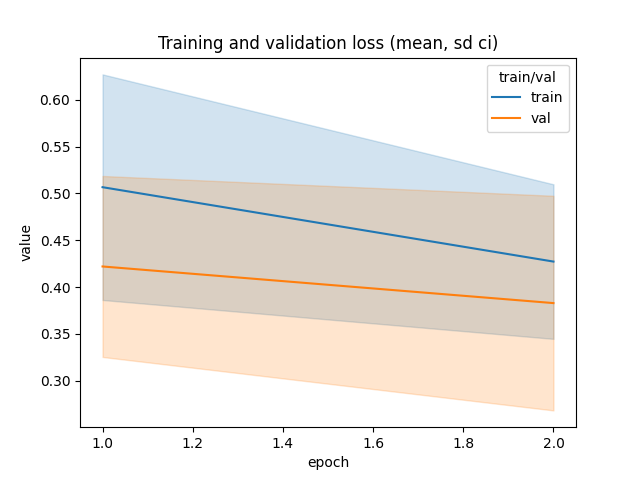 Training and validation loss (mean, sd ci)
train/val
train
val
value
0.60
0.55
0.50
0.45
0.40
0.35
0.30
1.0
1.2
1.4
1.6
1.8
2.0
epoch